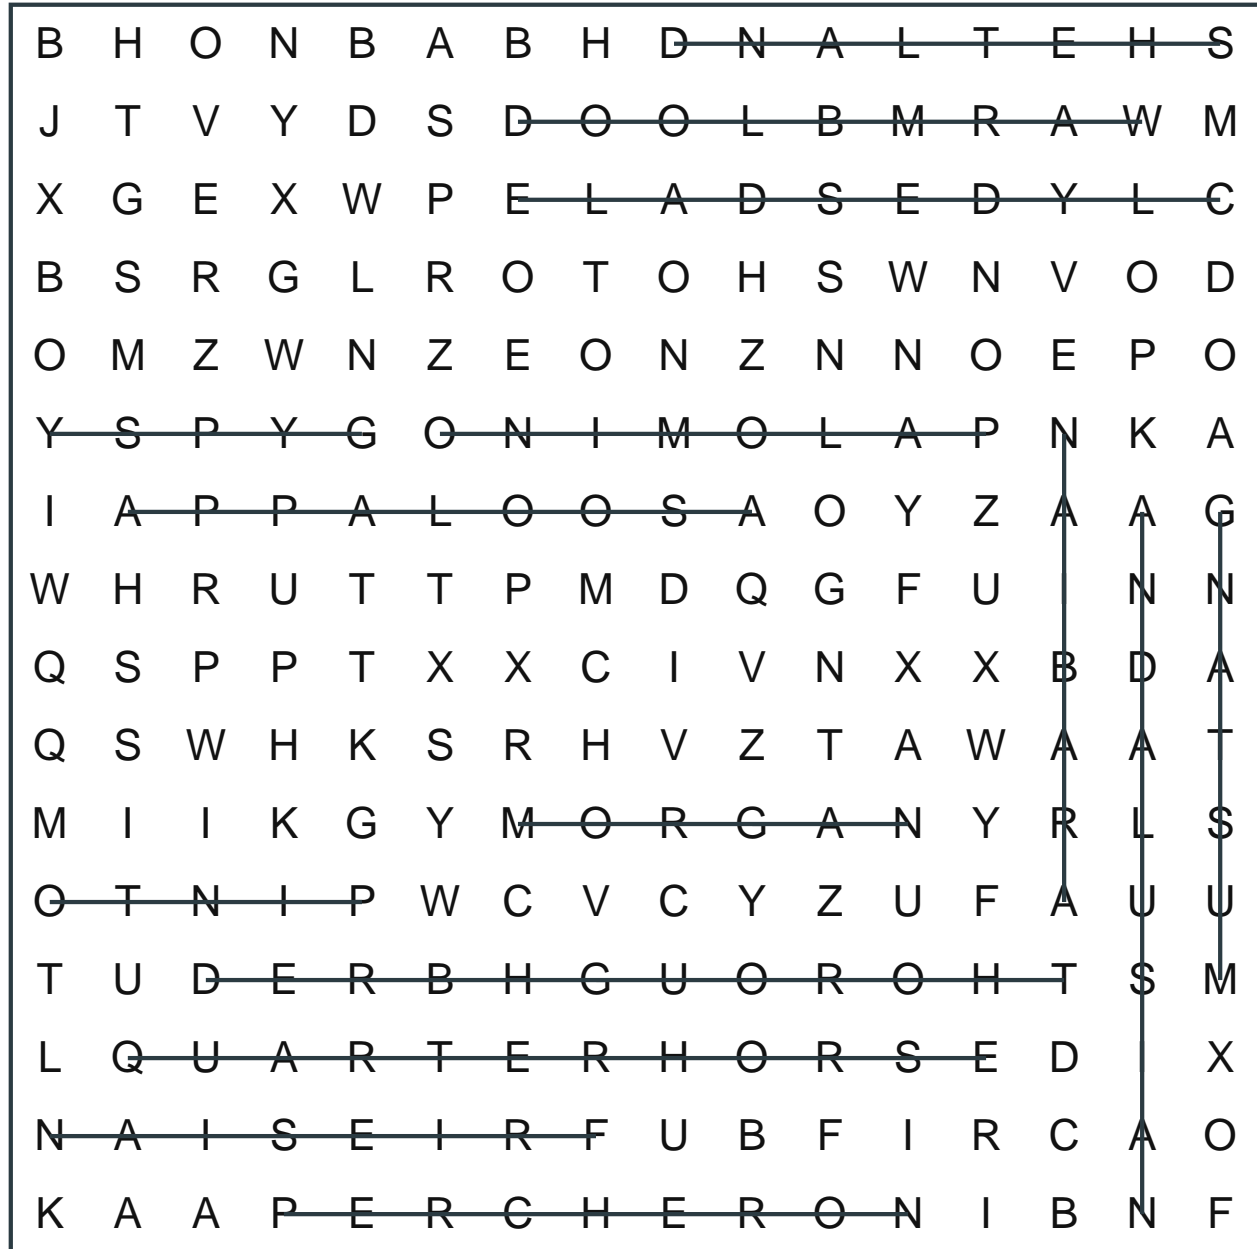 B H O N B A B H D N A L T E H S
J T V Y D S D O O L B M R A W M
X G E X W P E L A D S E D Y L C
B S R G L R O T O H S W N V O D
O M Z W N Z E O N Z N N O E P O
Y S P Y G O N I M O L A P N K A
I A P P A L O O S A O Y Z A A G
W H R U T T P M D Q G F U I N N
Q S P P T X X C I V N X X B D A
Q S W H K S R H V Z T A W A A T
M I I K G Y M O R G A N Y R L S
O T N I P W C V C Y Z U F A U U
T U D E R B H G U O R O H T S M
L Q U A R T E R H O R S E D I X
N A I S E I R F U B F I R C A O
K A A P E R C H E R O N I B N F